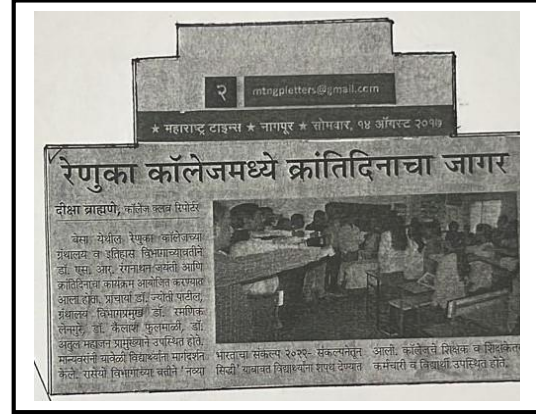 २ mtngpletters@gmail.com
★ महाराष्ट्र टाइम्स ★ नागपूर ★ सोमवार, १४ ऑगस्ट २०१७
रेणुका कॉलेजमध्ये क्रांतिदिनाचा जागर
दीक्षा ब्राह्मणे, कॉलेज क्लब रिपोर्टर
बेसा येथील रेणुका कॉलेजच्या
ग्रंथालय व इतिहास विभागाच्यावतीने
डॉ. एस. आर. रंगनाथन जयंती आणि
क्रांतिदिनाचा कार्यक्रम आयोजित करण्यात
आला होता. प्राचार्या डॉ. ज्योती पाटील,
ग्रंथालय विभागप्रमुख डॉ. रमणिक
लेनगुरे, डॉ. कैलाश फुलमाळी, डॉ.
अतुल महाजन प्रामुख्याने उपस्थित होते.
मान्यवरांनी यावेळी विद्यार्थ्यांना मार्गदर्शन
केले. रासेयो विभागाच्या वतीने 'नव्या
भारताचा संकल्प २०२२- संकल्पनेतून
सिद्धी' याबाबत विद्यार्थ्यांना शपथ देण्यात
आली. कॉलेजचे शिक्षक व शिक्षकेतर
कर्मचारी व विद्यार्थी उपस्थित होते.